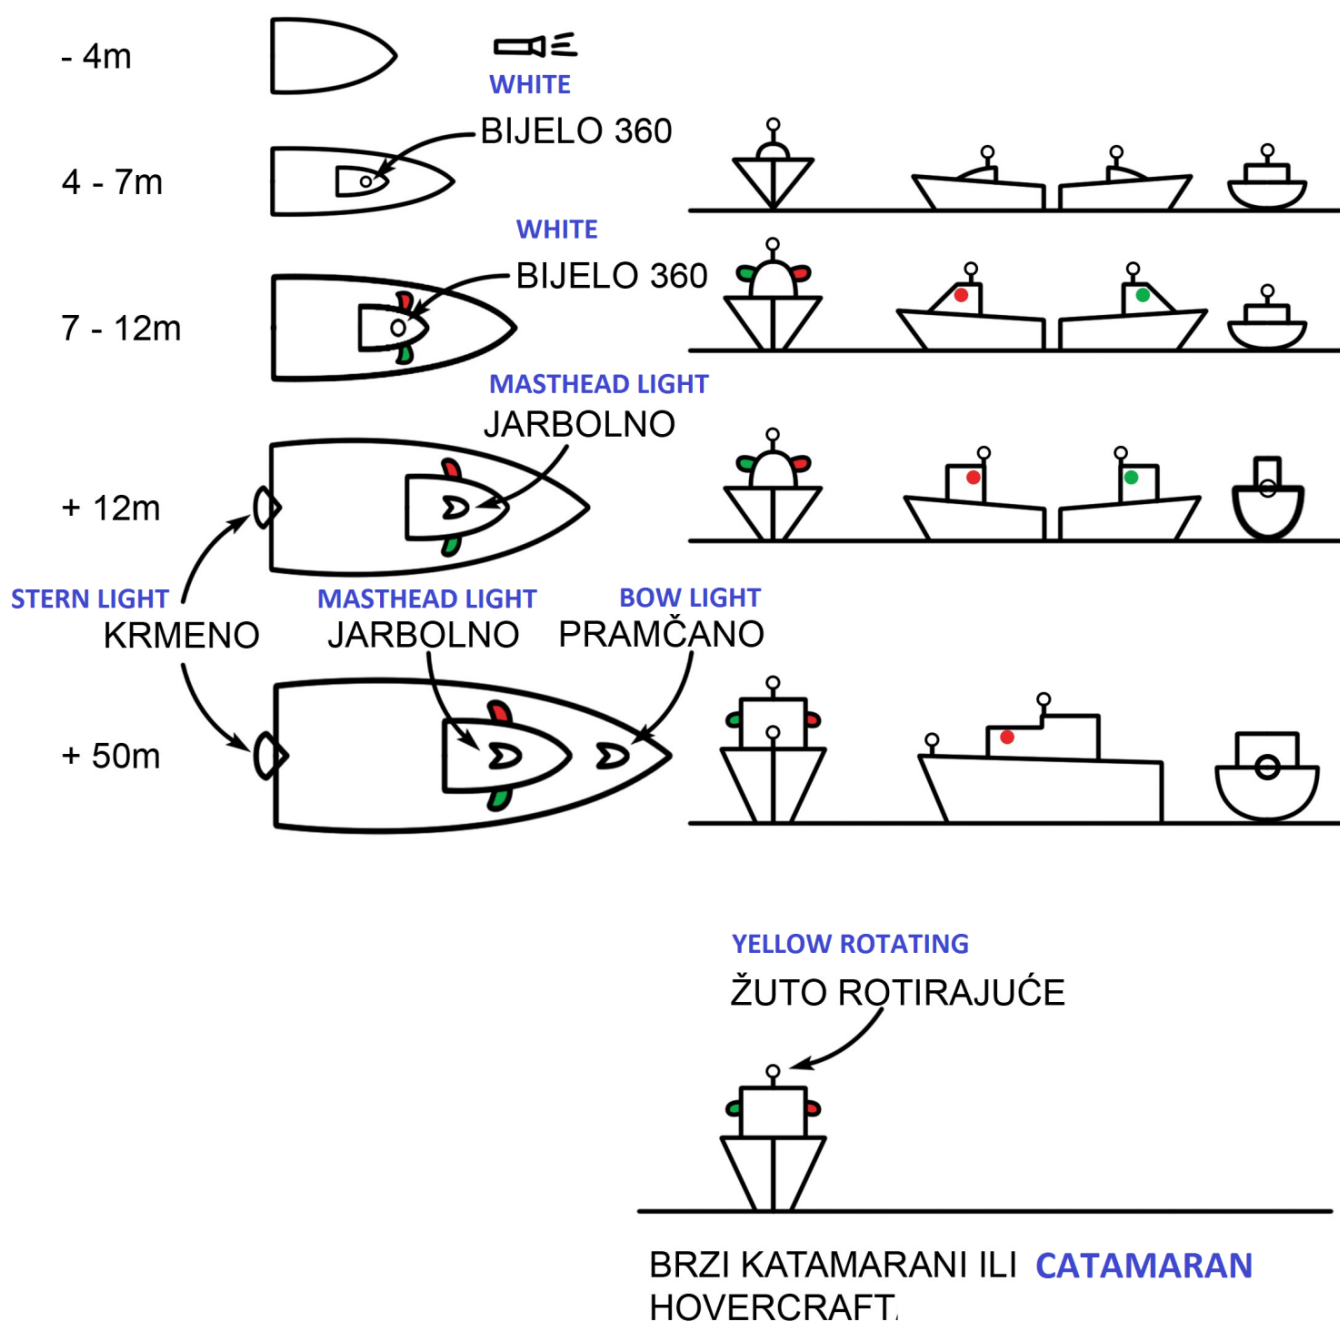 - 4m
WHITE
BIJELO 360
4 - 7m
WHITE
BIJELO 360
7 - 12m
MASTHEAD LIGHT
JARBOLNO
+ 12m
STERN LIGHT MASTHEAD LIGHT BOW LIGHT
KRMENO JARBOLNO PRAMČANO
+ 50m
YELLOW ROTATING
ŽUTO ROTIRAJUĆE
BRZI KATAMARANI ILI CATAMARAN
HOVERCRAFT